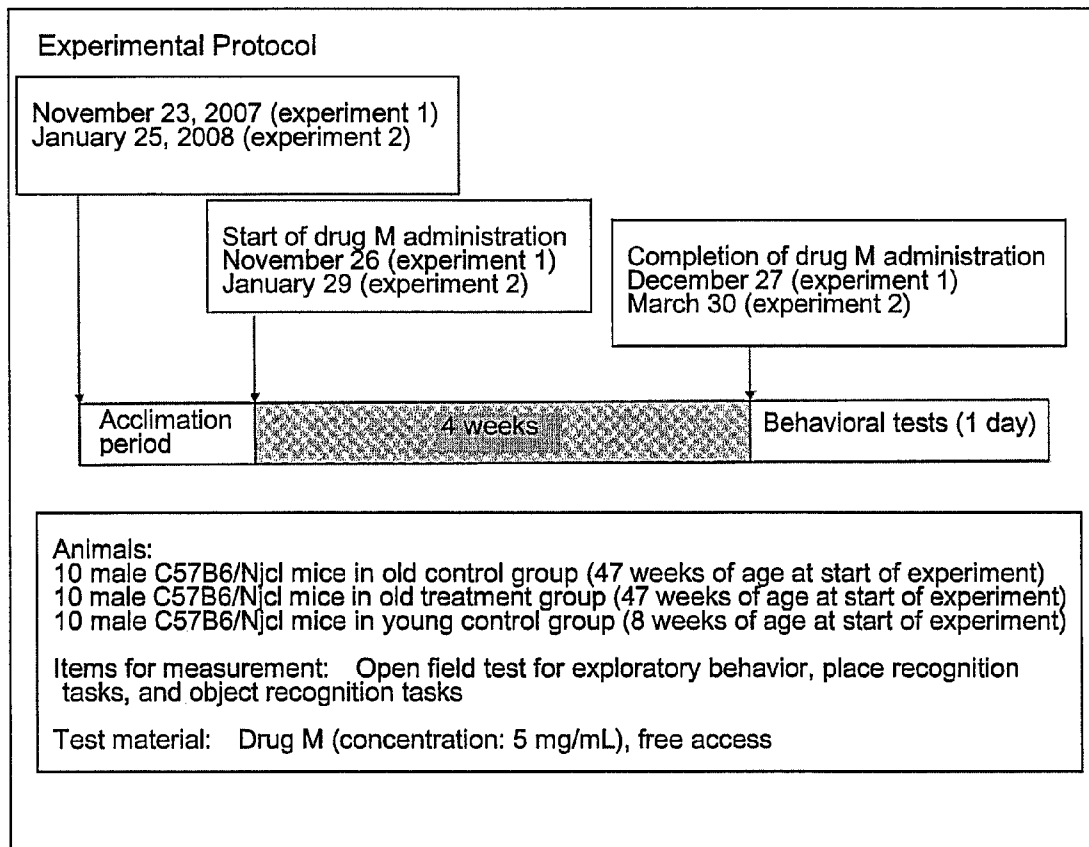 Experimental Protocol
November 23, 2007 (experiment 1)
January 25, 2008 (experiment 2)
Start of drug M administration
November 26 (experiment 1)
January 29 (experiment 2)
Completion of drug M administration
December 27 (experiment 1)
March 30 (experiment 2)
Acclimation
period
4 weeks
Behavioral tests (1 day)
Animals:
10 male C57B6/Njcl mice in old control group (47 weeks of age at start of experiment)
10 male C57B6/Njcl mice in old treatment group (47 weeks of age at start of experiment)
10 male C57B6/Njcl mice in young control group (8 weeks of age at start of experiment)
Items for measurement: Open field test for exploratory behavior, place recognition
tasks, and object recognition tasks
Test material: Drug M (concentration: 5 mg/mL), free access